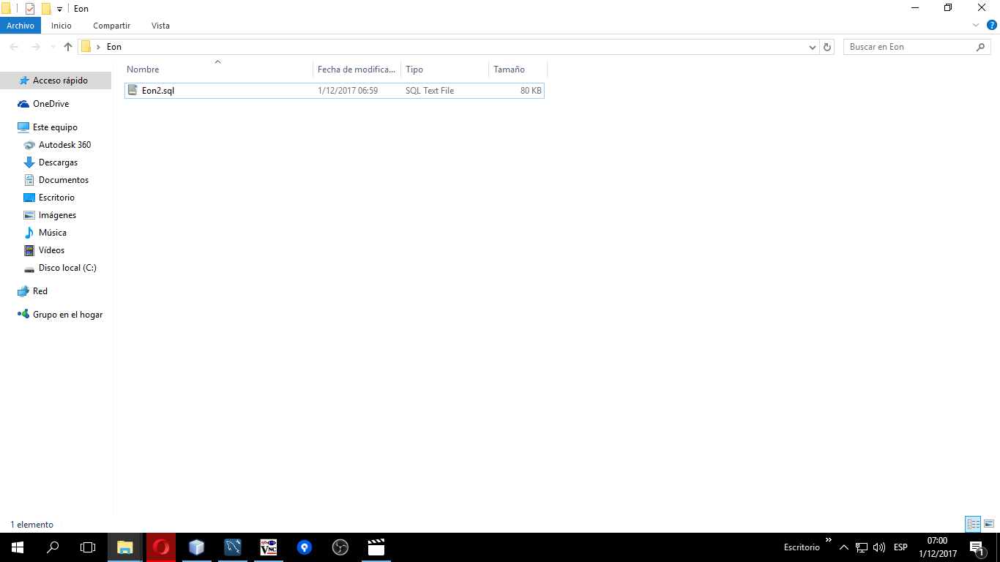 Eon
Archivo Inicio Compartir Vista
Eon
Buscar en Eon
Nombre Fecha de modifica... Tipo Tamaño
Eon2.sql 1/12/2017 06:59 SQL Text File 80 KB
Acceso rápido
OneDrive
Este equipo
Autodesk 360
Descargas
Documentos
Escritorio
Imágenes
Música
Vídeos
Disco local (C:)
Red
Grupo en el hogar
1 elemento
VNC
Escritorio
ESP
07:00
1/12/2017
1